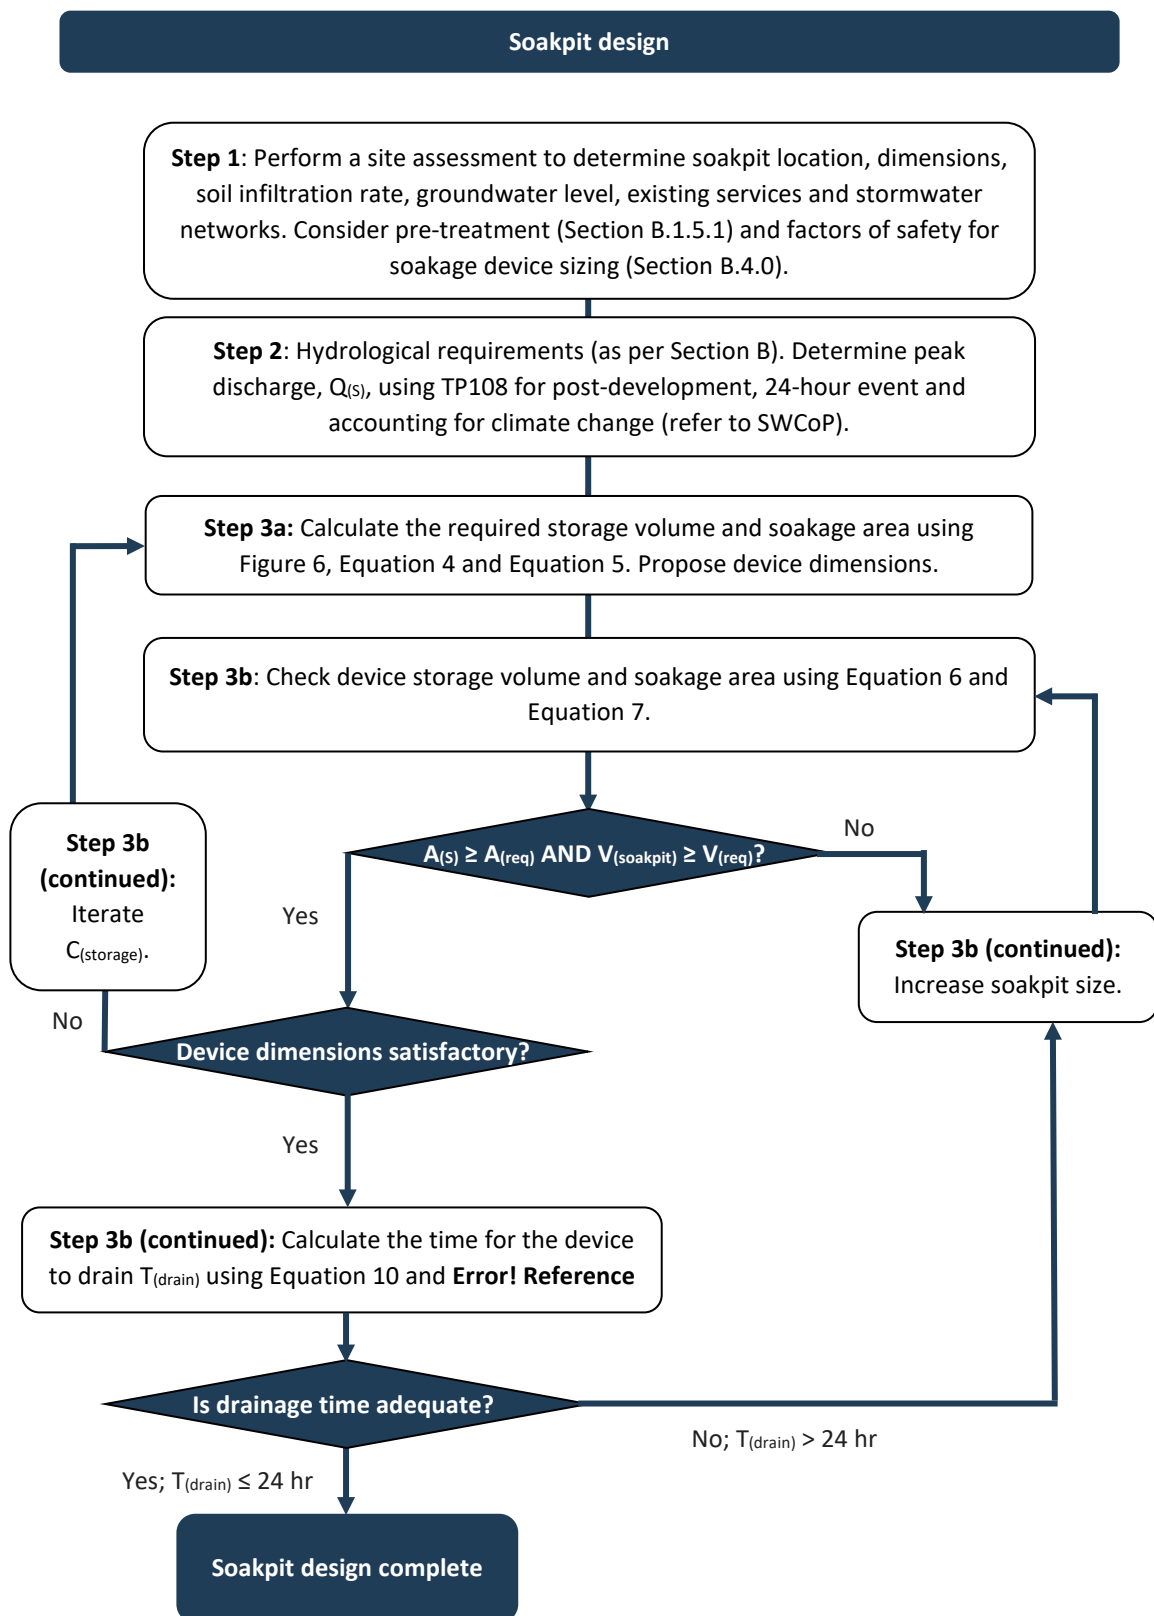 Soakpit design
Step 1: Perform a site assessment to determine soakpit location, dimensions,
soil infiltration rate, groundwater level, existing services and stormwater
networks. Consider pre-treatment (Section B.1.5.1) and factors of safety for
soakage device sizing (Section B.4.0).
Step 2: Hydrological requirements (as per Section B). Determine peak
discharge, Q(S), using TP108 for post-development, 24-hour event and
accounting for climate change (refer to SWCoP).
Step 3a: Calculate the required storage volume and soakage area using
Figure 6, Equation 4 and Equation 5. Propose device dimensions.
Step 3b: Check device storage volume and soakage area using Equation 6 and
Equation 7.
A(S) ≥ A(req) AND V(soakpit) ≥ V(req)?
No
Yes
Step 3b
(continued):
Iterate
C(storage).
Step 3b (continued):
Increase soakpit size.
No
Device dimensions satisfactory?
Yes
Step 3b (continued): Calculate the time for the device
to drain T(drain) using Equation 10 and Error! Reference
Is drainage time adequate?
No; T(drain) > 24 hr
Yes; T(drain) ≤ 24 hr
Soakpit design complete